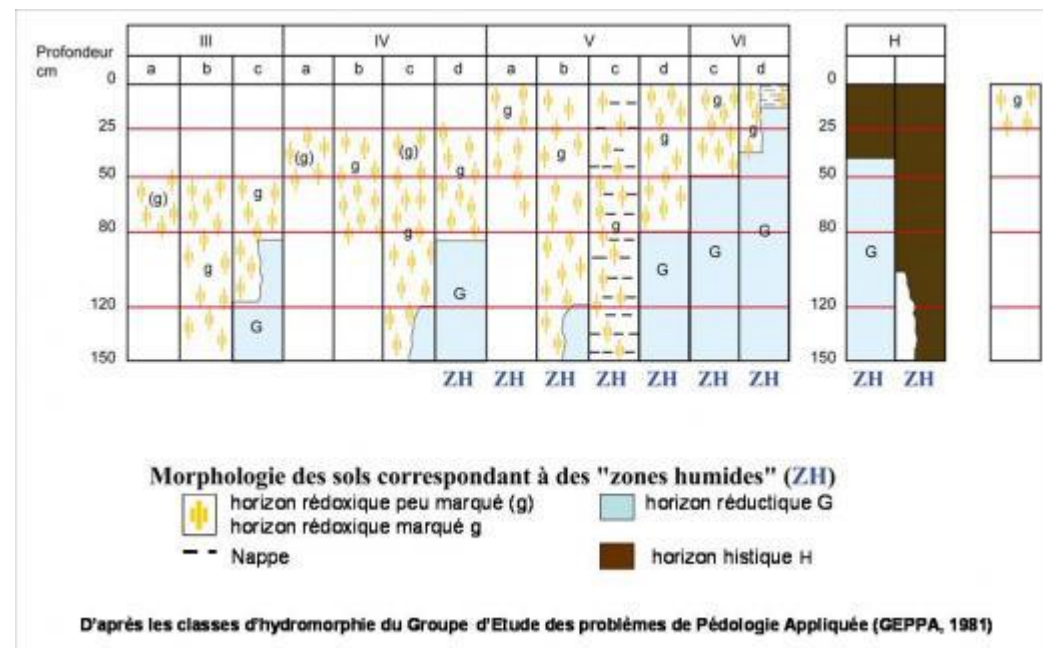 III IV V VI H
Profondeur
cm
a b c a b c d a b c d c d
0 0
25 25
50 50
80 80
120 120
150 150
(g) g g (g) g (g) g g g g g g g
g g G G G G G G
G
ZH ZH ZH ZH ZH ZH ZH ZH ZH
Morphologie des sols correspondant à des "zones humides" (ZH)
horizon rédoxique peu marqué (g) horizon réductique G
horizon rédoxique marqué g
Nappe horizon histique H
D'après les classes d'hydromorphie du Groupe d'Etude des problèmes de Pédologie Appliquée (GEPPA, 1981)